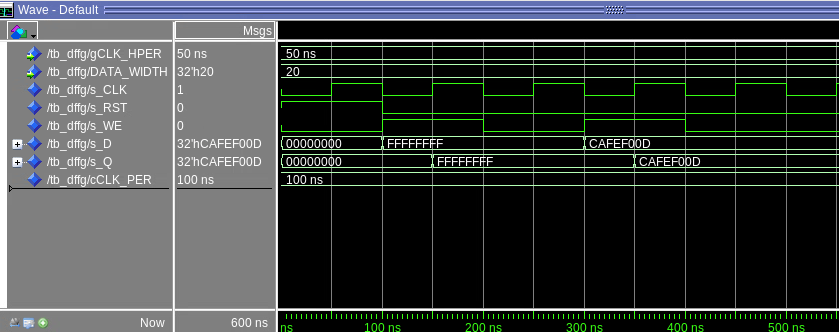 Wave - Default
Msgs
/tb_dffg/gCLK_HPER 50 ns 50 ns
/tb_dffg/DATA_WIDTH 32'h20 20
/tb_dffg/s_CLK 1
/tb_dffg/s_RST 0
/tb_dffg/s_WE 0
/tb_dffg/s_D 32'hCAFEF00D 00000000 FFFFFFFF CAFEF00D
/tb_dffg/s_Q 32'hCAFEF00D 00000000 FFFFFFFF CAFEF00D
/tb_dffg/cCLK_PER 100 ns 100 ns
Now 600 ns ns 100 ns 200 ns 300 ns 400 ns 500 ns